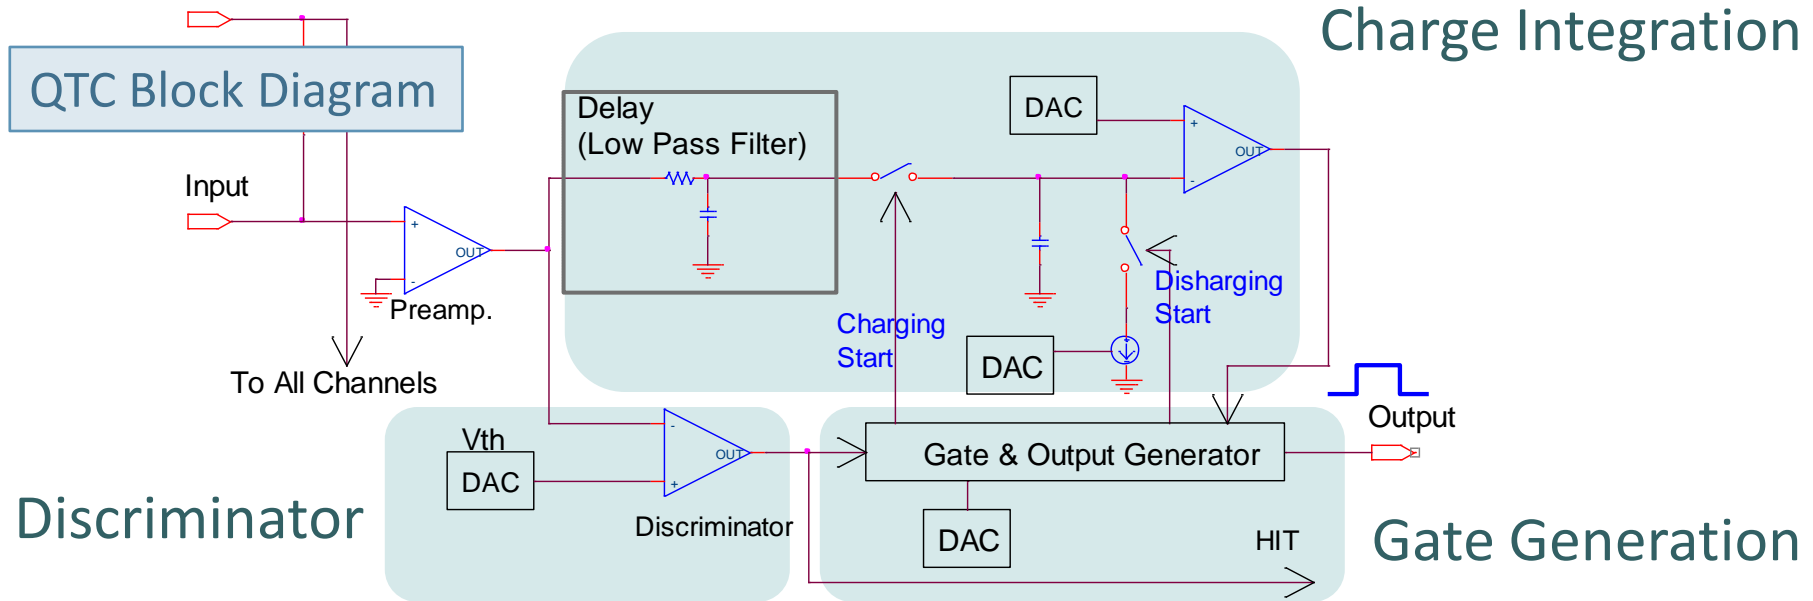 Charge Integration
QTC Block Diagram
Delay
(Low Pass Filter)
DAC
+
-
OUT
Input
+
-
OUT
Preamp.
Charging
Start
Disharging
Start
DAC
To All Channels
Output
Vth
DAC
-
+
OUT
Discriminator
Gate & Output Generator
DAC
HIT
Discriminator
Gate Generation